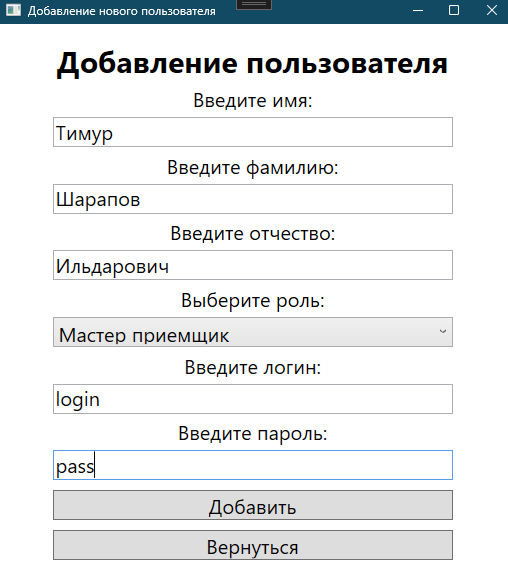 Добавление нового пользователя
Добавление пользователя
Введите имя:
Тимур
Введите фамилию:
Шарапов
Введите отчество:
Ильдарович
Выберите роль:
Мастер приемщик
Введите логин:
login
Введите пароль:
pass
Добавить
Вернуться